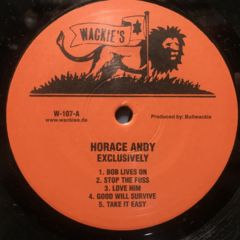 WACKIE'S
W-107-A
www.wackies.de
Produced by: Bullwackie
HORACE ANDY
EXCLUSIVELY
1. BOB LIVES ON
2. STOP THE FUSS
3. LOVE HIM
4. GOOD WILL SURVIVE
5. TAKE IT EASY